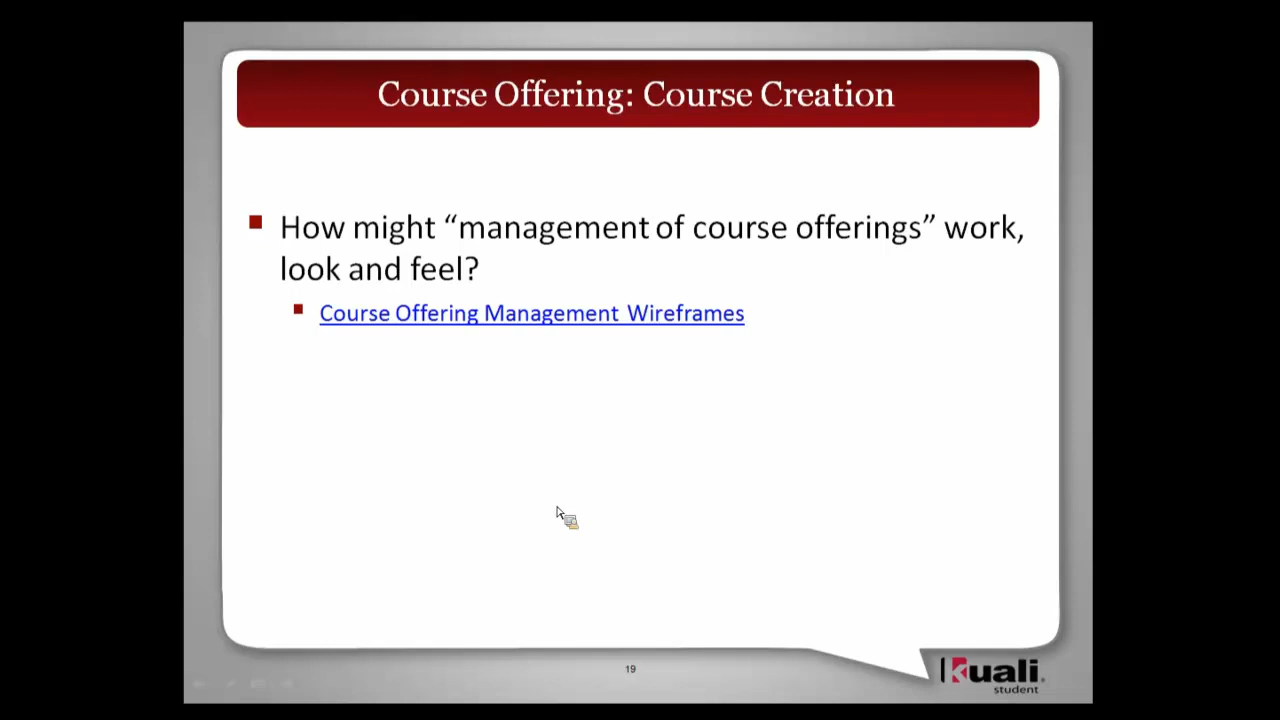 Course Offering: Course Creation
How might “management of course offerings” work,
look and feel?
Course Offering Management Wireframes
19
kuali
student